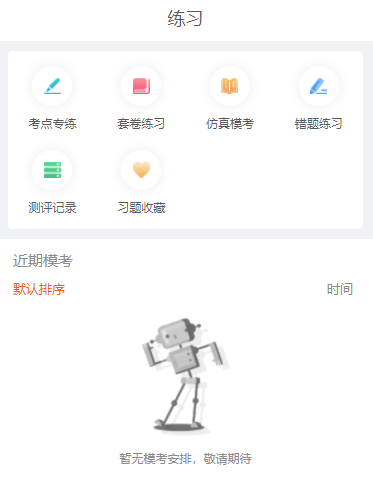 练习
考点专练 套卷练习 仿真模考 错题练习
测评记录 习题收藏
近期模考
默认排序 时间
暂无模考安排，敬请期待